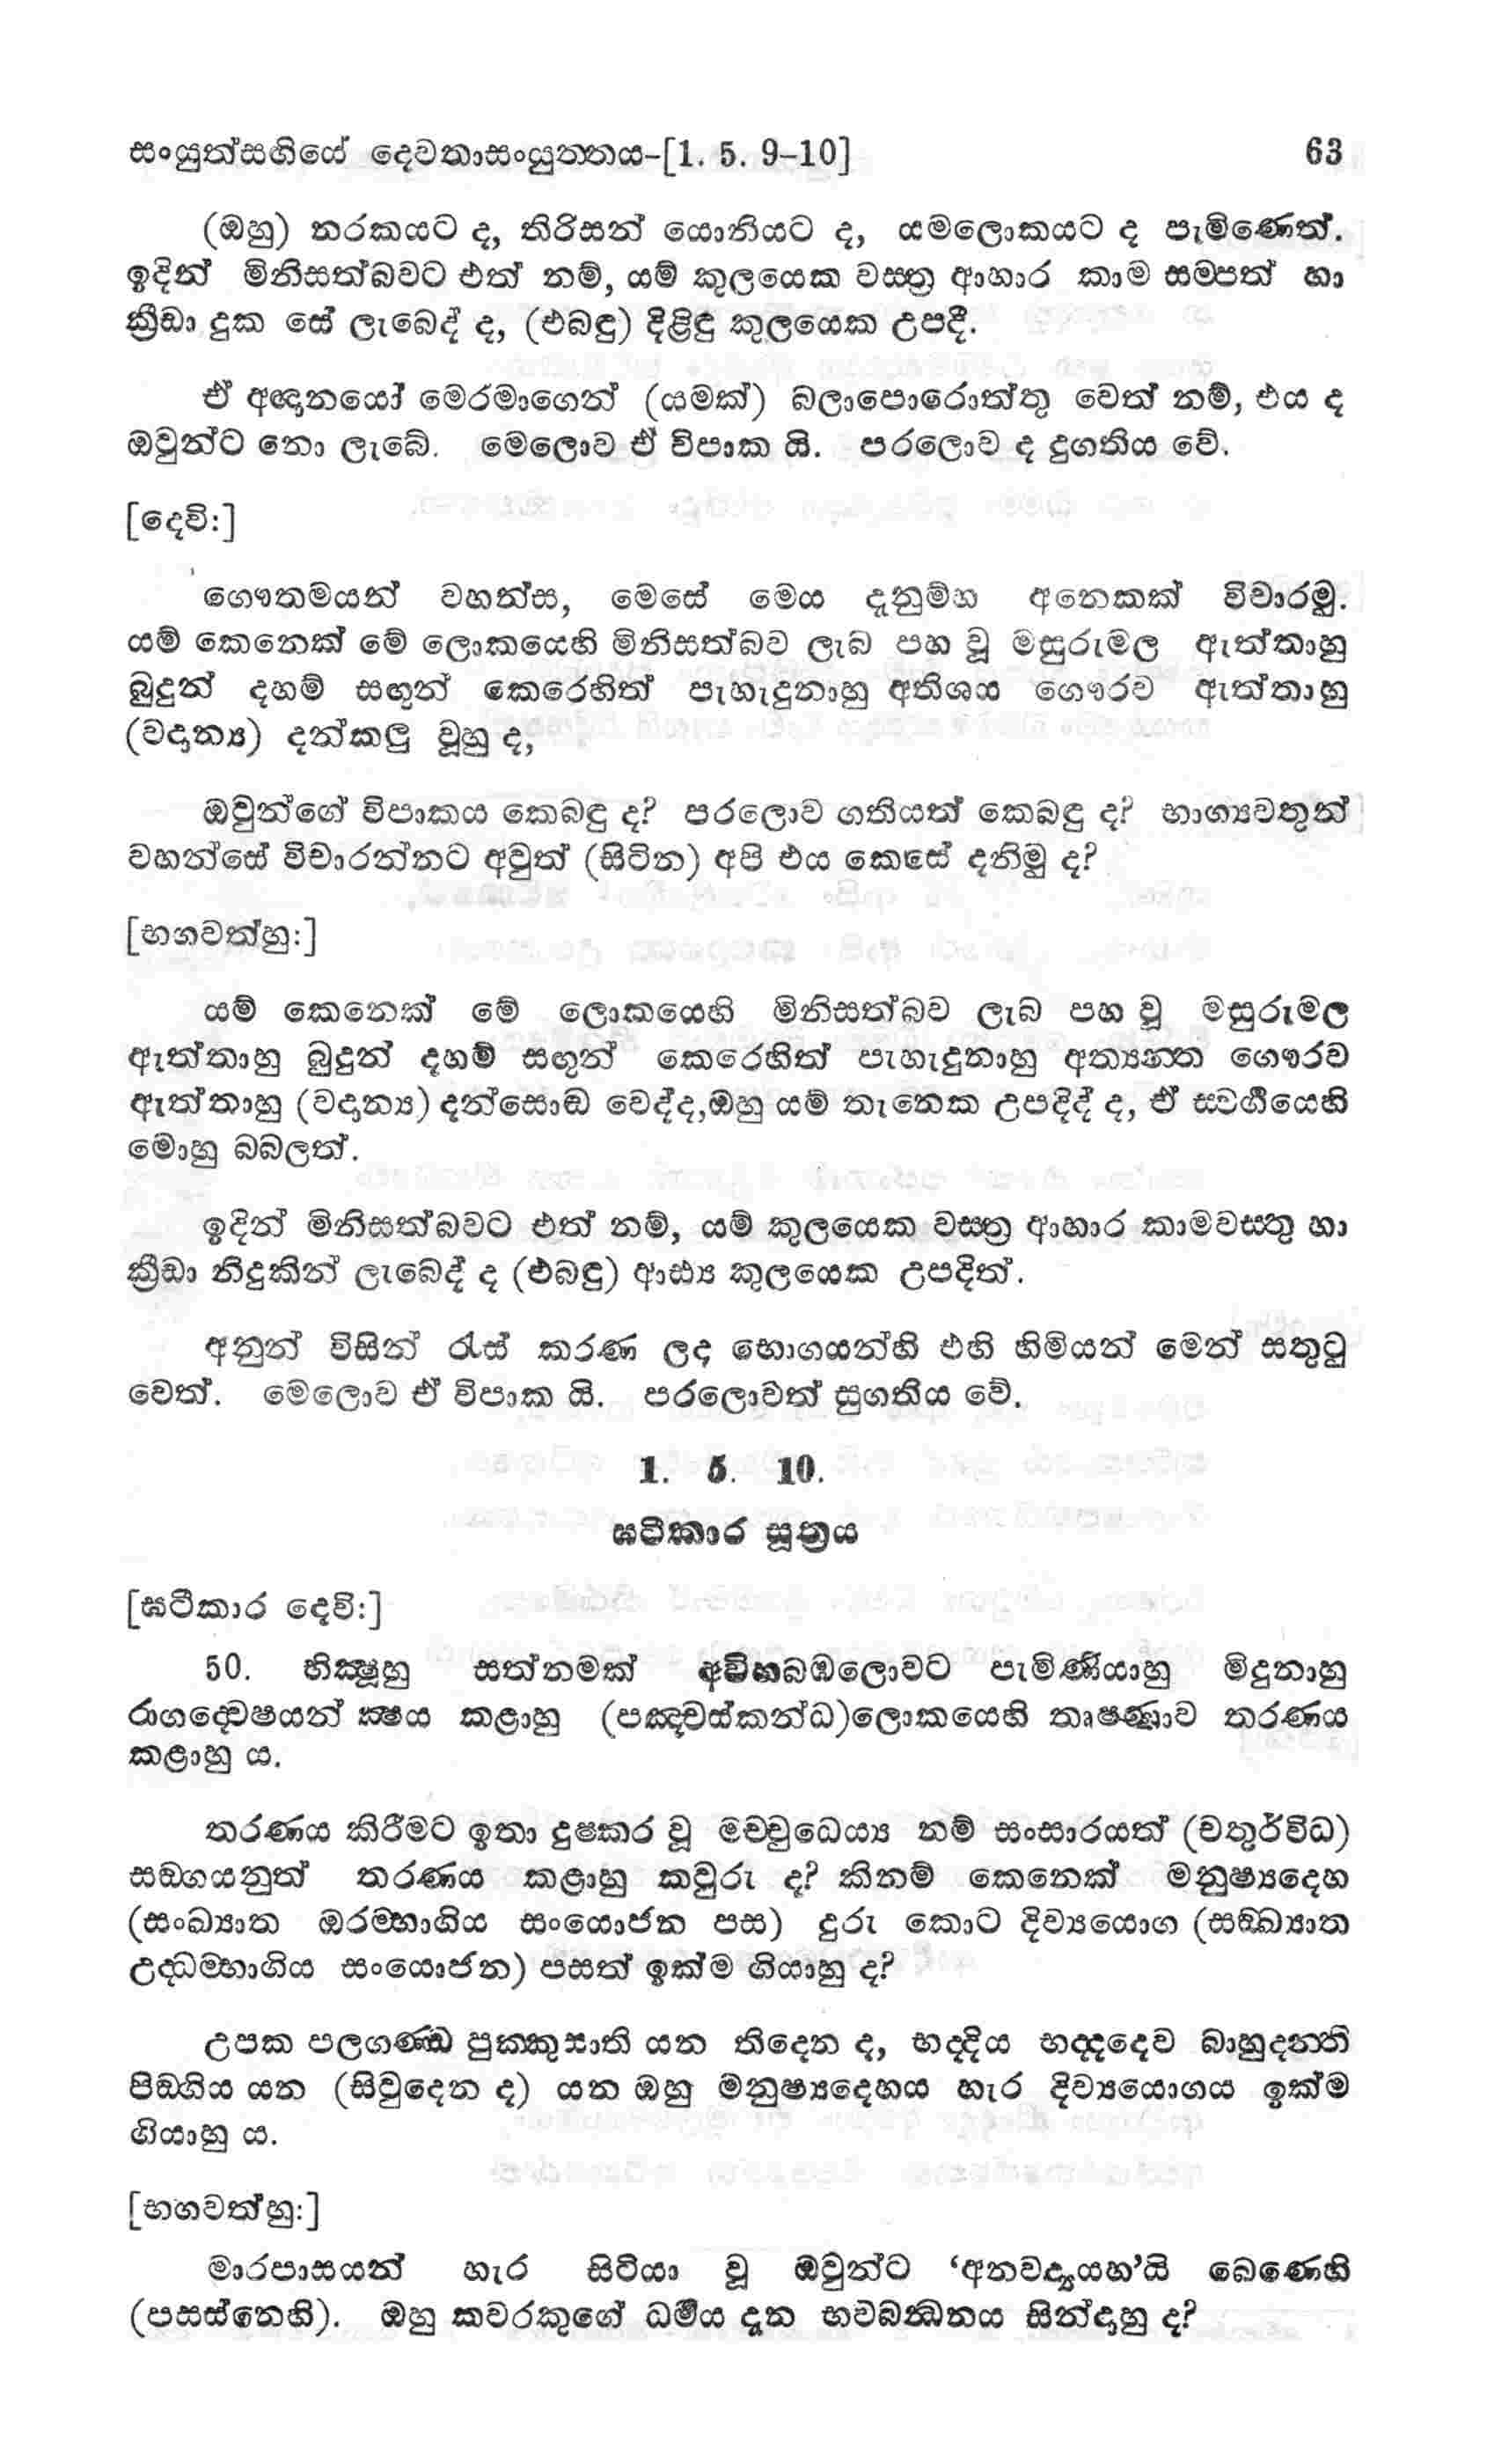 සංයුත්සඟියේ දෙවතාසංයුත්තය-[1. 5. 9-10] 63
(ඔහු) නරකයට ද, තිරිසන් යොනියට ද, යමලොකයට ද පැමිණෙත්.
ඉදින් මිනිසත්බවට එත් නම්, යම් කුලයෙක වස්ත්‍ර ආහාර කාම සම්පත් හා
ක්‍රීඩා දුක සේ ලැබෙද් ද, (එබඳු) දිළිඳු කුලයෙක උපදී.
ඒ අඥානයෝ මෙරමාගෙන් (යමක්) බලාපොරොත්තු වෙත් නම්, එය ද
ඔවුන්ට නො ලැබේ. මෙලොව ඒ විපාක යි. පරලොව ද දුගතිය වේ.
[දෙවි:]
ගෞතමයන් වහන්ස, මෙසේ මෙය දැනුම්හ අනෙකක් විචාරමු.
යම් කෙනෙක් මේ ලොකයෙහි මිනිසත්බව ලැබ පහ වූ මසුරුමල ඇත්තාහු
බුදුන් දහම් සඟුන් කෙරෙහිත් පැහැදුනාහු අතිශය ගෞරව ඇත්තාහු
(වදන්‍ය) දන්කලු වූහු ද,
ඔවුන්ගේ විපාකය කෙබඳු ද? පරලොව ගතියත් කෙබඳු ද? භාග්‍යවතුන්
වහන්සේ විචාරන්නට අවුත් (සිටින) අපි එය කෙසේ දනිමු ද?
[භගවත්හු:]
යම් කෙනෙක් මේ ලොකයෙහි මිනිසත්බව ලැබ පහ වූ මසුරුමල
ඇත්තාහු බුදුන් දහම් සඟුන් කෙරෙහිත් පැහැදුනාහු අත්‍යන්ත ගෞරව
ඇත්තාහු (වදන්‍ය) දන්සොඬ වෙද්ද,ඔහු යම් තැනෙක උපදිද් ද, ඒ ස්වර්‍ගයෙහි
මොහු බබලත්.
ඉදින් මිනිසත්බවට එත් නම්, යම් කුලයෙක වස්ත්‍ර ආහාර කාමවස්තු හා
ක්‍රීඩා නිදුකින් ලැබෙද් ද (එබඳු) ආඪ්‍ය කුලයෙක උපදිත්.
අනුන් විසින් රැස් කරණ ලද භොගයන්හි එහි හිමියන් මෙන් සතුටු
වෙත්. මෙලොව ඒ විපාක යි. පරලොවත් සුගතිය වේ.
1. 5. 10.
ඝටීකාර සූත්‍රය
[ඝටීකාර දෙවි:]
50. භික්‍ෂූහු සත්නමක් අවිහබඹලොවට පැමිණියාහු මිදුනාහු
රාගද්වේෂයන් ක්‍ෂය කළාහු (පඤ්චස්කන්ධ)ලොකයෙහි තෘෂ්ණාව තරණය
කළාහු ය.
තරණය කිරීමට ඉතා දුෂ්කර වූ මච්චුධෙය්‍ය නම් සංසාරයත් (චතුර්විධ)
සඞ්ගයනුත් තරණය කළාහු කවුරු ද? කිනම් කෙනෙක් මනුෂ්‍යදෙහ
(සංඛ්‍යාත ඔරම්භාගිය සංයොජන පස) දුරු කොට දිව්‍යයොග (සඞ්ඛ්‍යාත
උද්ධම්භාගිය සංයොජන) පසත් ඉක්ම ගියාහු ද?
උපක පලගණ්ඩ පුක්කුසාති යන තිදෙන ද, භද්දිය භද්දදෙව බාහුදන්ති
පිඞ්ගිය යන (සිවුදෙන ද) යන ඔහු මනුෂ්‍යදෙහය හැර දිව්‍යයොගය ඉක්ම
ගියාහු ය.
[භගවත්හු:]
මාරපාසයන් හැර සිටියා වූ ඔවුන්ට ‘අනවද්‍යයහ’යි බෙණෙහි
(පසස්නෙහි). ඔහු කවරකුගේ ධර්‍මය දැන භවබන්ධනය සින්දාහු ද?